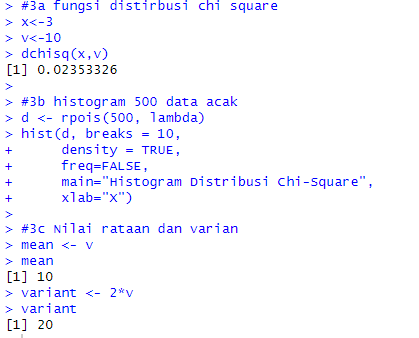 > #3a fungsi distirbusi chi square
> x<-3
> v<-10
> dchisq(x,v)
[1] 0.02353326
>
> #3b histogram 500 data acak
> d <- rpois(500, lambda)
> hist(d, breaks = 10,
+ density = TRUE,
+ freq=FALSE,
+ main="Histogram Distribusi Chi-Square",
+ xlab="X")
>
> #3c Nilai rataan dan varian
> mean <- v
> mean
[1] 10
> variant <- 2*v
> variant
[1] 20